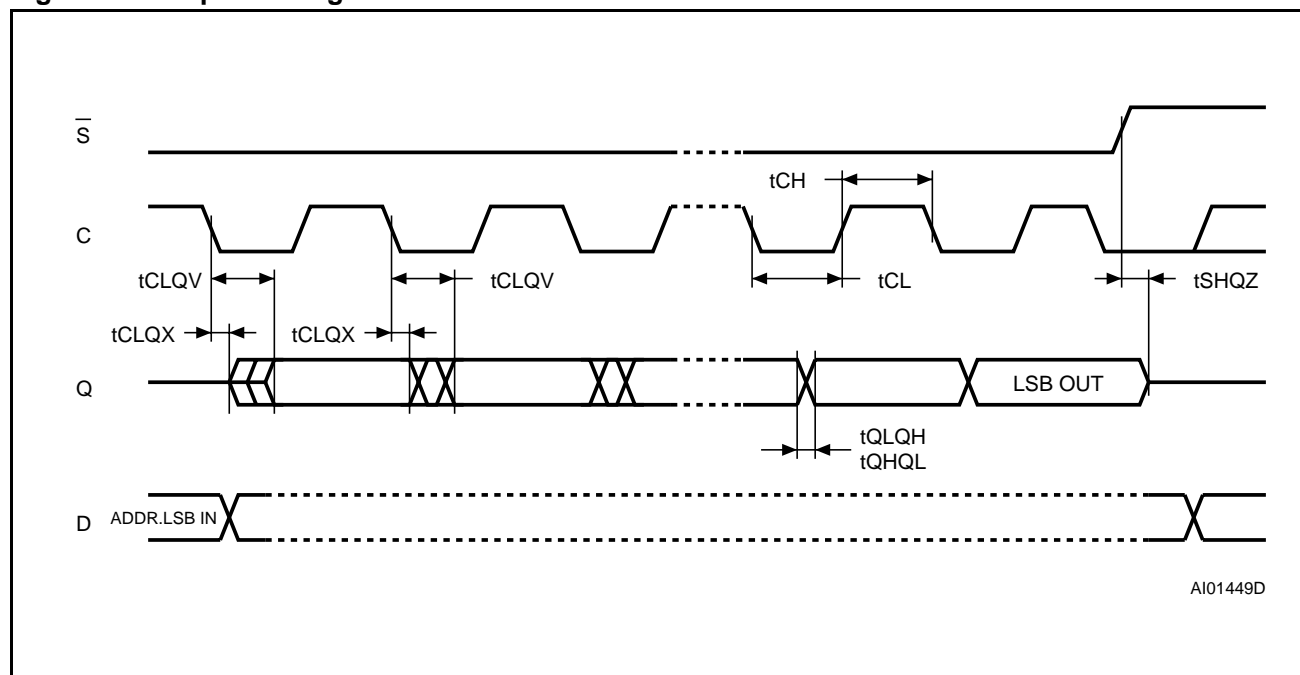 S
tCH
C
tCLQV
tCLQV
tCL
tSHQZ
tCLQX
tCLQX
Q
LSB OUT
tQLQH
tQHQL
D
ADDR.LSB IN
AI01449D